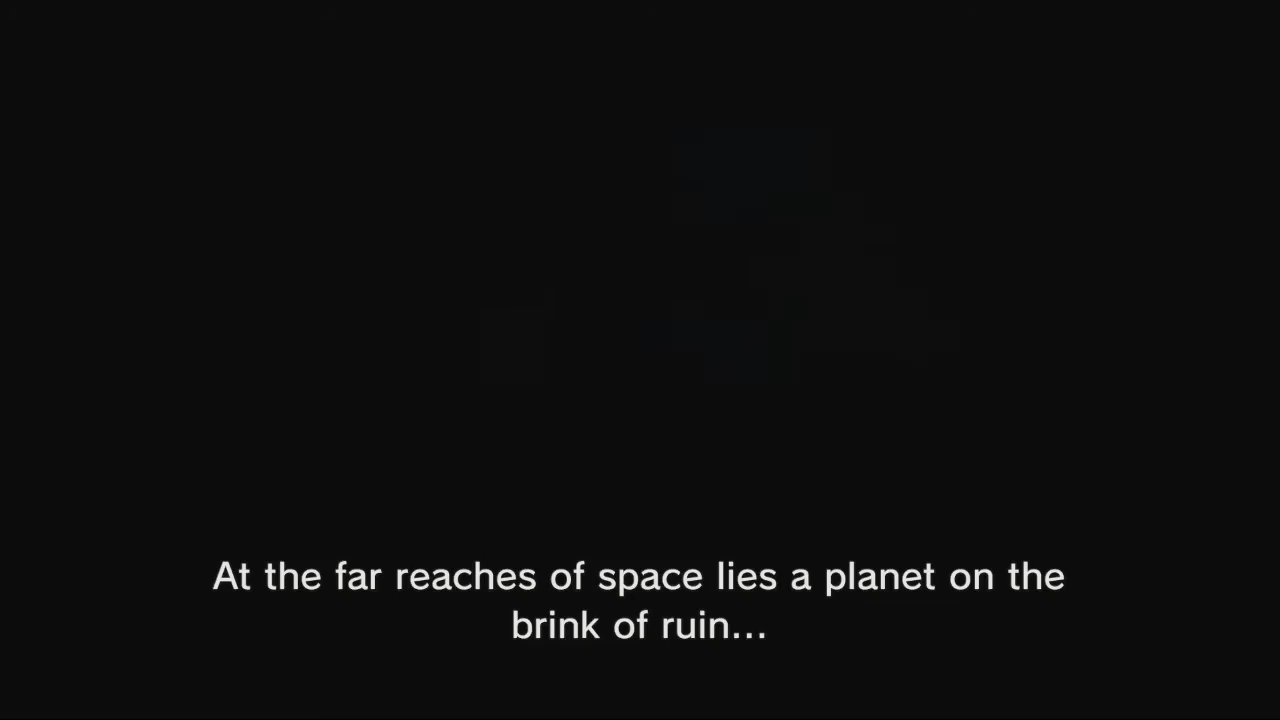 At the far reaches of space lies a planet on the
brink of ruin...